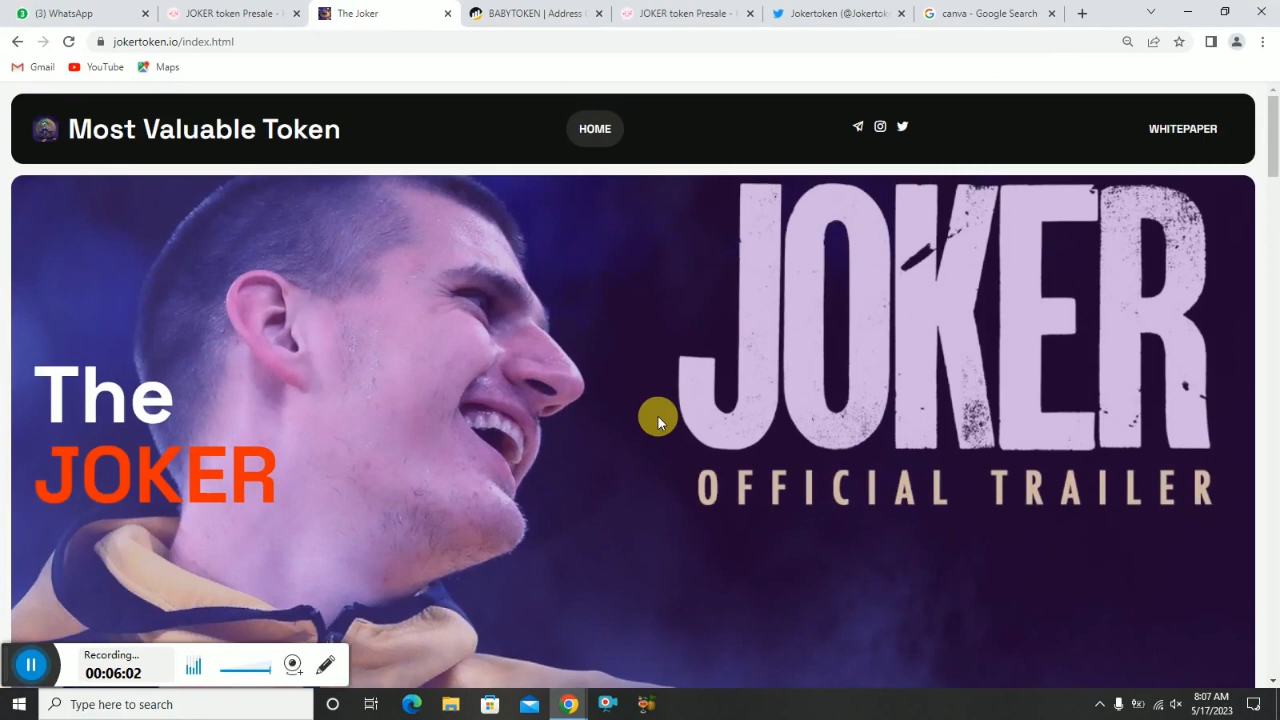 (3) WhatsApp
JOKER token Presale -
The Joker
BABYTOKEN | Address
JOKER token Presale -
Jokertoken (@Jokertok
canva - Google Search
jokertoken.io/index.html
Gmail
YouTube
Maps
Most Valuable Token
HOME
WHITEPAPER
JOKER
OFFICIAL TRAILER
The
JOKER
Recording...
00:06:02
Type here to search
8:07 AM
5/17/2023